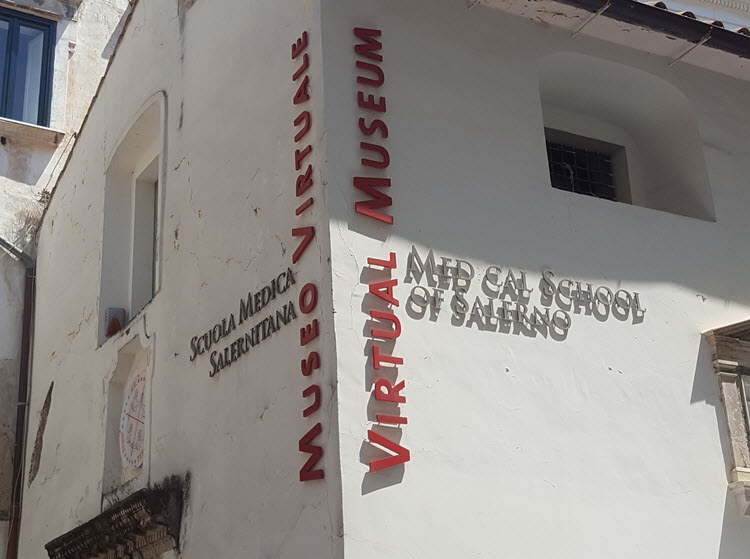 MUSEO VIRTUALE
SCUOLA MEDICA
SALERNITANA
VIRTUAL MUSEUM
MED CAL SCHOOL
OF SALERNO